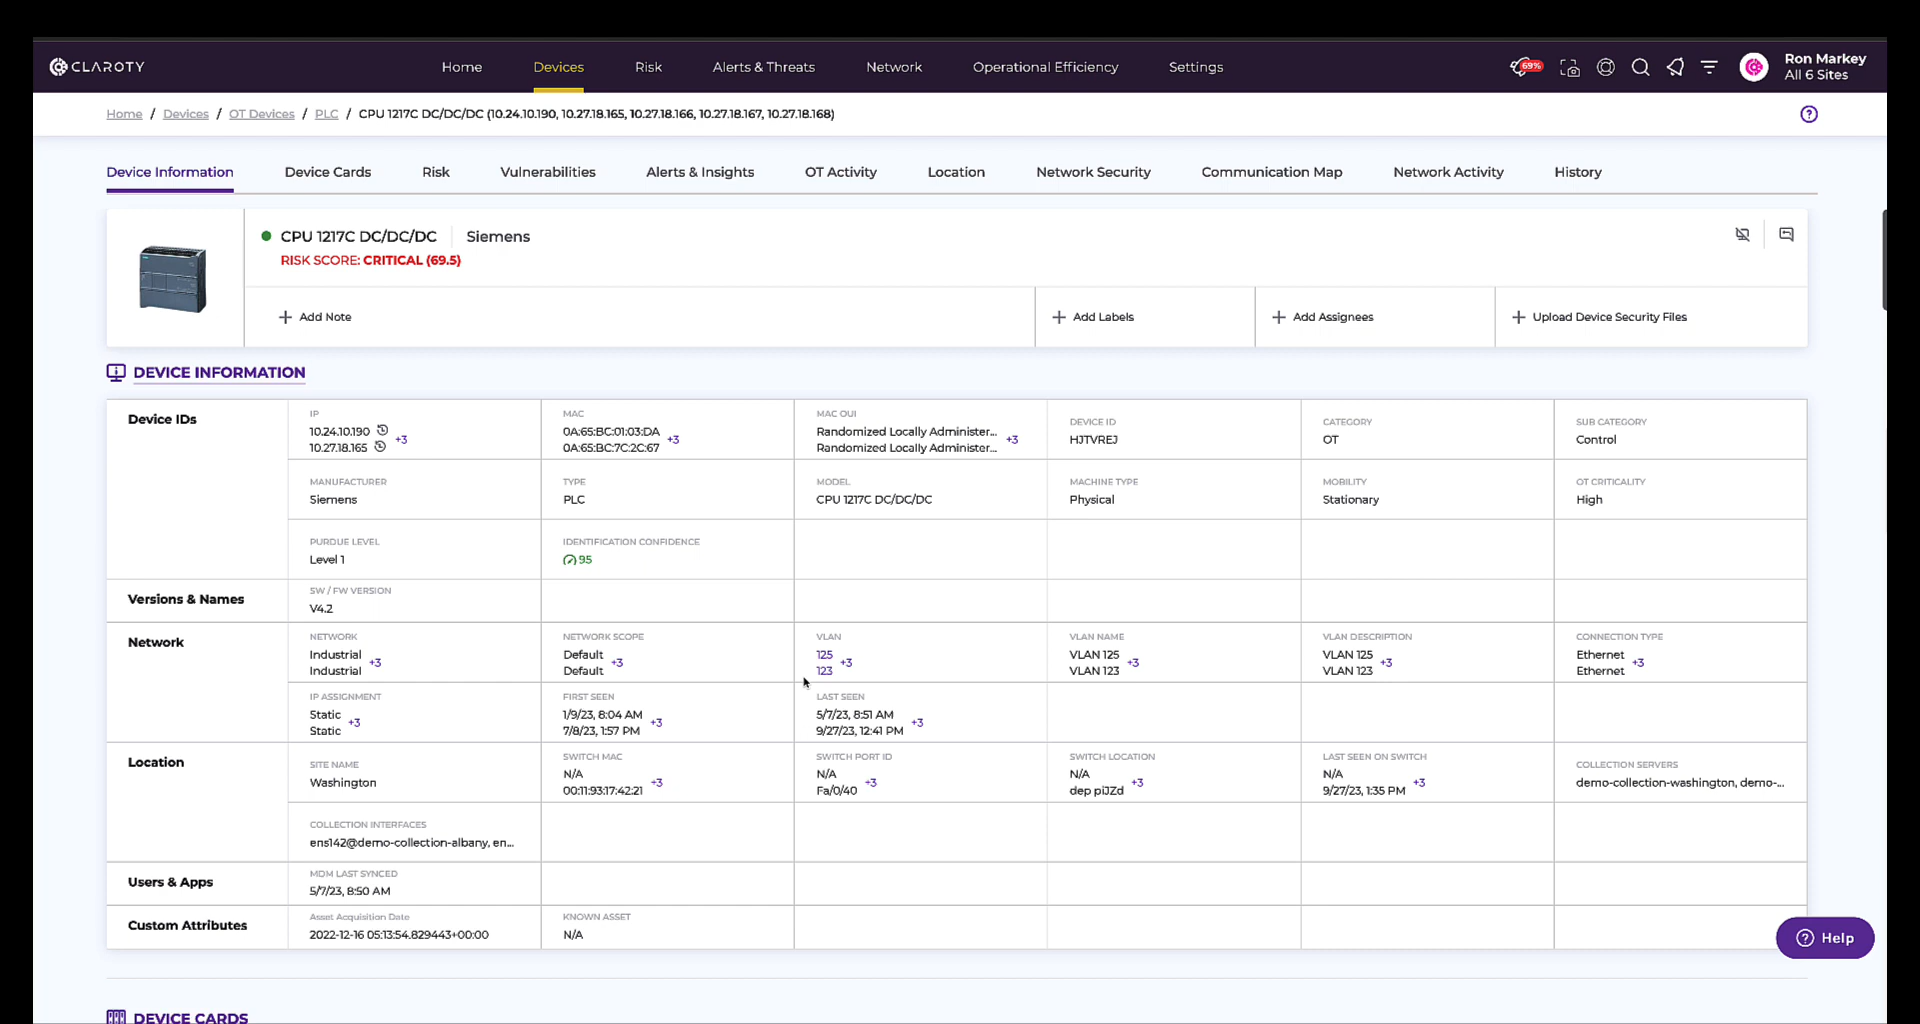 CLAROTY
Home Devices Risk Alerts & Threats Network Operational Efficiency Settings
69%
Ron Markey
All 6 Sites
Home / Devices / OT Devices / PLC / CPU 1217C DC/DC/DC (10.24.10.190, 10.27.18.165, 10.27.18.166, 10.27.18.167, 10.27.18.168)
Device Information Device Cards Risk Vulnerabilities Alerts & Insights OT Activity Location Network Security Communication Map Network Activity History
CPU 1217C DC/DC/DC Siemens
RISK SCORE: CRITICAL (69.5)
+ Add Note + Add Labels + Add Assignees + Upload Device Security Files
DEVICE INFORMATION
Device IDs
IP
10.24.10.190
10.27.18.165
+3
MAC
0A:65:BC:01:03:DA
0A:65:BC:7C:2C:67
+3
MAC OUI
Randomized Locally Administer...
Randomized Locally Administer...
+3
DEVICE ID
HJTVREJ
CATEGORY
OT
SUB CATEGORY
Control
MANUFACTURER
Siemens
TYPE
PLC
MODEL
CPU 1217C DC/DC/DC
MACHINE TYPE
Physical
MOBILITY
Stationary
OT CRITICALITY
High
PURDUE LEVEL
Level 1
IDENTIFICATION CONFIDENCE
95
Versions & Names
SW / FW VERSION
V4.2
Network
NETWORK
Industrial
Industrial
+3
NETWORK SCOPE
Default
Default
+3
VLAN
125
123
+3
VLAN NAME
VLAN 125
VLAN 123
+3
VLAN DESCRIPTION
VLAN 125
VLAN 123
+3
CONNECTION TYPE
Ethernet
Ethernet
+3
IP ASSIGNMENT
Static
Static
+3
FIRST SEEN
1/9/23, 8:04 AM
7/8/23, 1:57 PM
+3
LAST SEEN
5/7/23, 8:51 AM
9/27/23, 12:41 PM
+3
Location
SITE NAME
Washington
SWITCH MAC
N/A
00:11:93:17:42:21
+3
SWITCH PORT ID
N/A
Fa/0/40
+3
SWITCH LOCATION
N/A
dep piJZd
+3
LAST SEEN ON SWITCH
N/A
9/27/23, 1:35 PM
+3
COLLECTION SERVERS
demo-collection-washington, demo-...
COLLECTION INTERFACES
ens142@demo-collection-albany, en...
Users & Apps
MDM LAST SYNCED
5/7/23, 8:50 AM
Custom Attributes
Asset Acquisition Date
2022-12-16 05:13:54.829443+00:00
KNOWN ASSET
N/A
Help
DEVICE CARDS